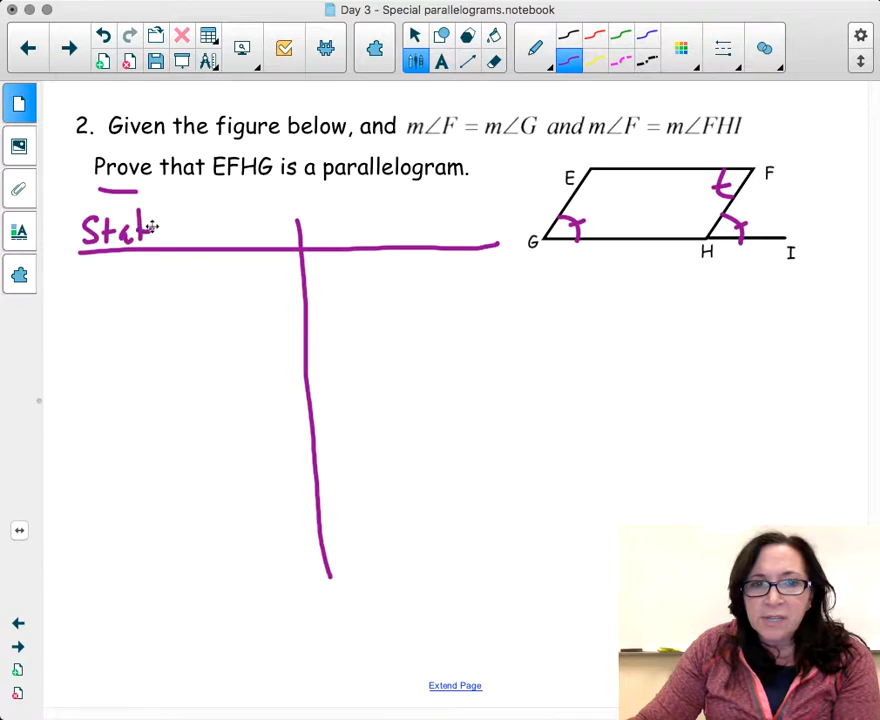 Day 3 - Special parallelograms.notebook
2. Given the figure below, and m∠F = m∠G and m∠F = m∠FHI
Prove that EFHG is a parallelogram.
Stat
E
F
G
H
I
Extend Page